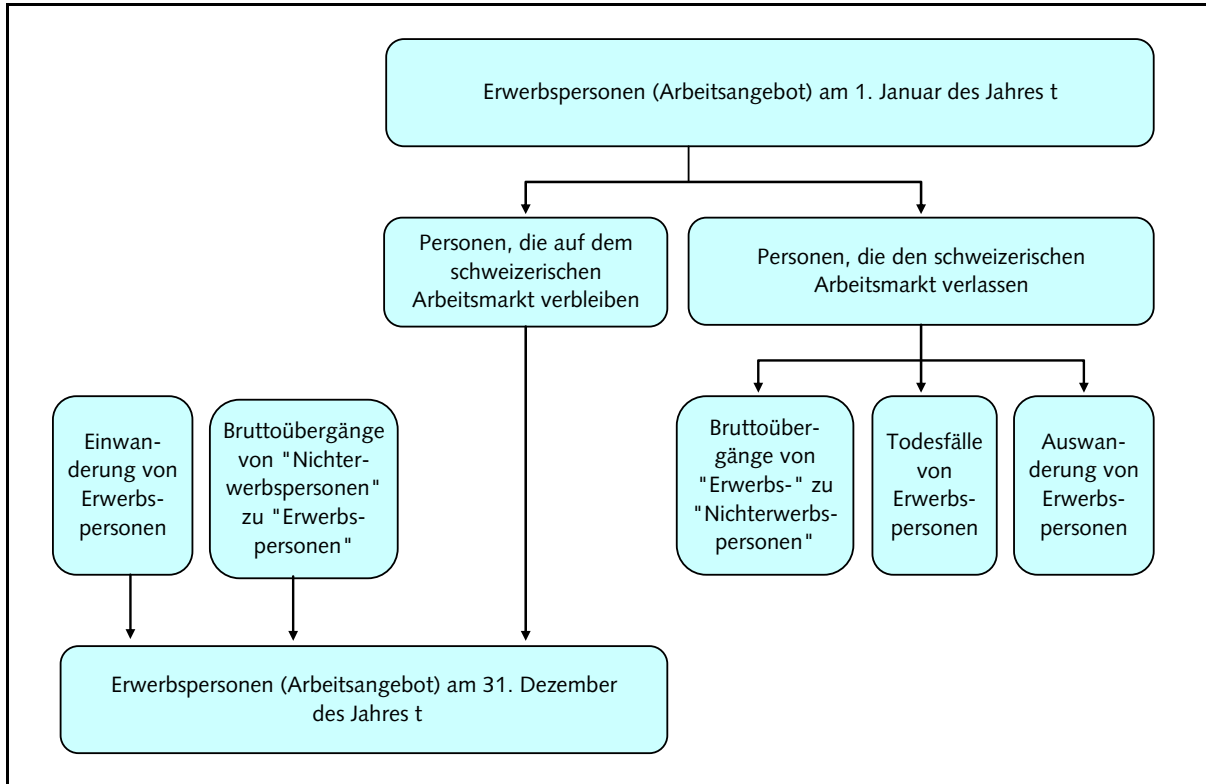 Erwerbspersonen (Arbeitsangebot) am 1. Januar des Jahres t
Personen, die auf dem
schweizerischen
Arbeitsmarkt verbleiben
Personen, die den schweizerischen
Arbeitsmarkt verlassen
Einwan-
derung von
Erwerbs-
personen
Bruttoübergänge
von "Nichter-
werbspersonen"
zu "Erwerbs-
personen"
Bruttoüber-
gänge von
"Erwerbs-" zu
"Nichterwerbs-
personen"
Todesfälle
von
Erwerbs-
personen
Auswan-
derung von
Erwerbs-
personen
Erwerbspersonen (Arbeitsangebot) am 31. Dezember
des Jahres t